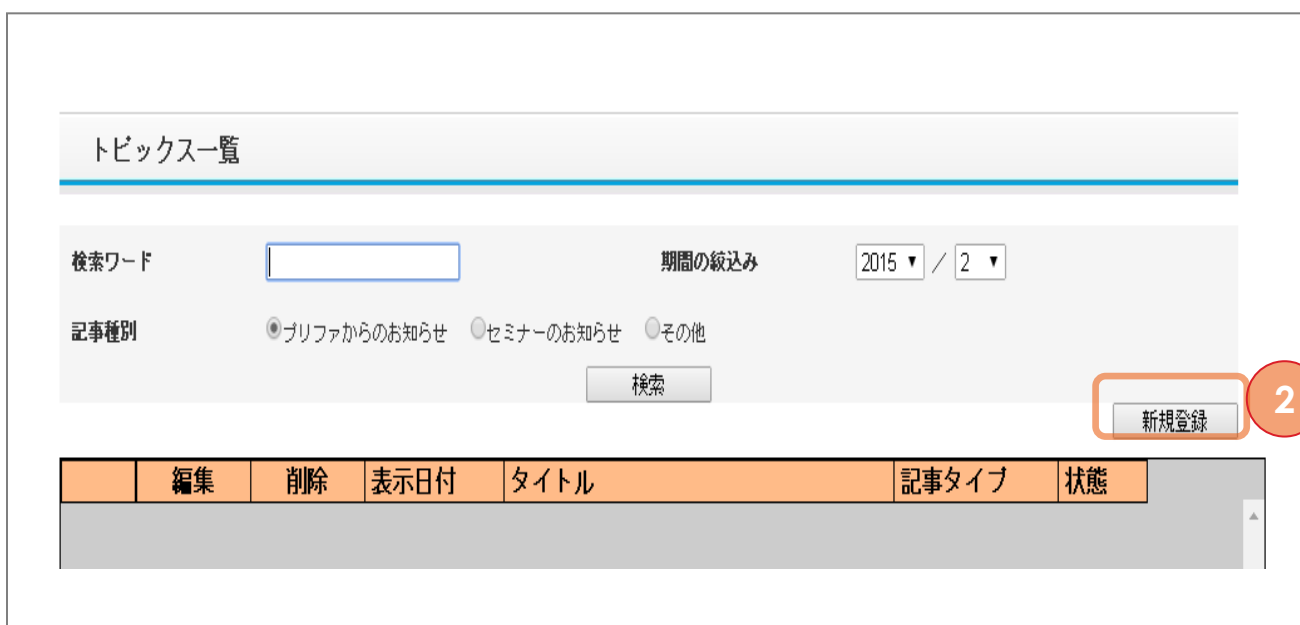 トピックス一覧
検索ワード 期間の絞込み 2015 ／ 2
記事種別 プリファからのお知らせ セミナーのお知らせ その他
検索
2
新規登録
編集 削除 表示日付 タイトル 記事タイプ 状態